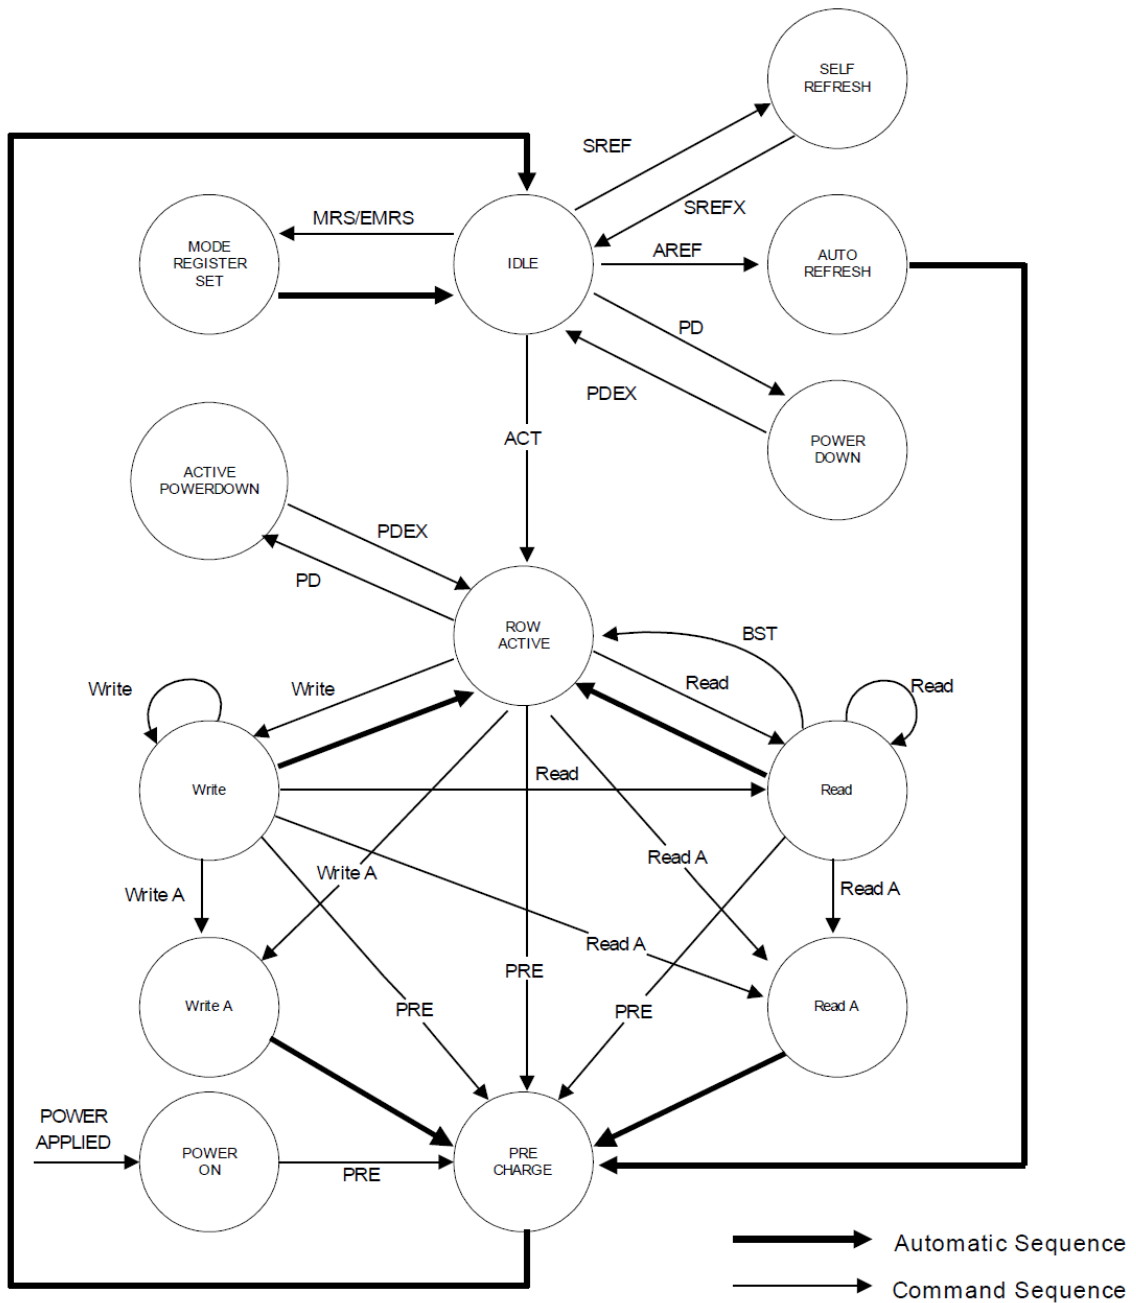 SELF
REFRESH
SREF
SREFX
MRS/EMRS
MODE
REGISTER
SET
IDLE
AREF
AUTO
REFRESH
PD
PDEX
POWER
DOWN
ACT
ACTIVE
POWERDOWN
PDEX
PD
ROW
ACTIVE
BST
Write
Write
Read
Read
Write
Read
Read
Write A
Write A
Read A
Read A
Read A
Write A
PRE
PRE
PRE
Read A
POWER
APPLIED
POWER
ON
PRE
PRE
CHARGE
Automatic Sequence
Command Sequence